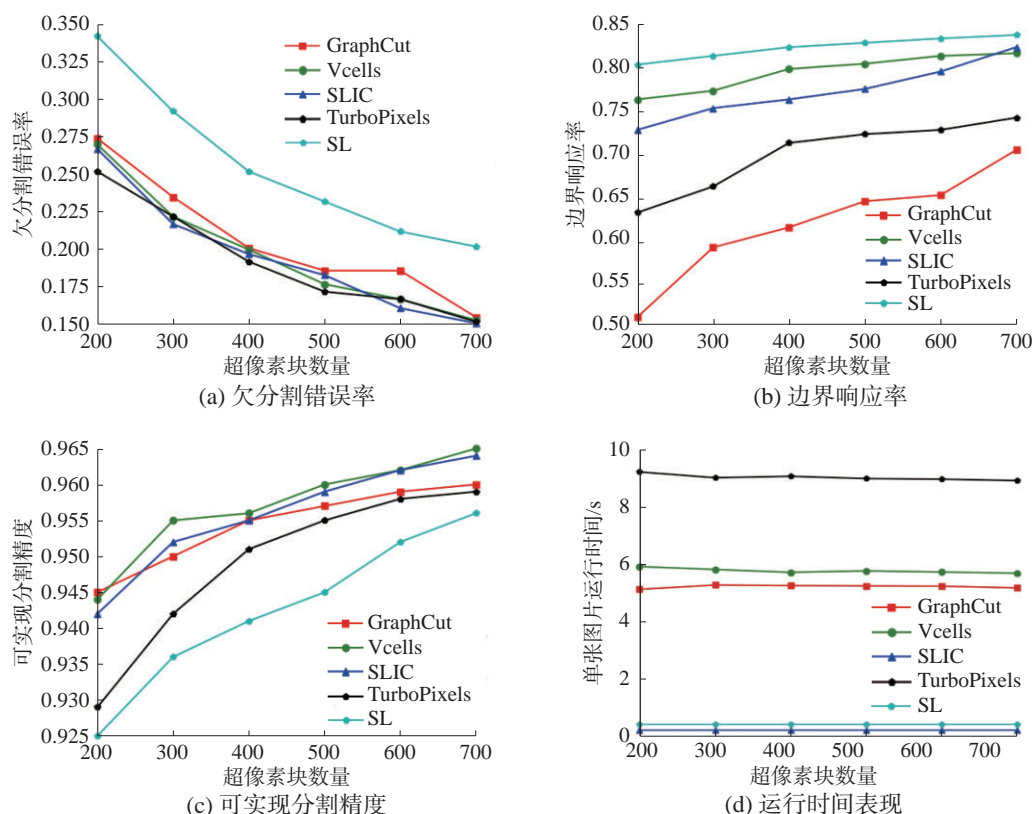 0.350
0.325
0.300
0.275
0.250
0.225
0.200
0.175
0.150
欠分割错误率
GraphCut
Vcells
SLIC
TurboPixels
SL
200 300 400 500 600 700
超像素块数量
(a) 欠分割错误率
0.85
0.80
0.75
0.70
0.65
0.60
0.55
0.50
边界响应率
GraphCut
Vcells
SLIC
TurboPixels
SL
200 300 400 500 600 700
超像素块数量
(b) 边界响应率
0.965
0.960
0.955
0.950
0.945
0.940
0.935
0.930
0.925
可实现分割精度
GraphCut
Vcells
SLIC
TurboPixels
SL
200 300 400 500 600 700
超像素块数量
(c) 可实现分割精度
10
8
6
4
2
0
单张图片运行时间/s
GraphCut
Vcells
SLIC
TurboPixels
SL
200 300 400 500 600 700
超像素块数量
(d) 运行时间表现